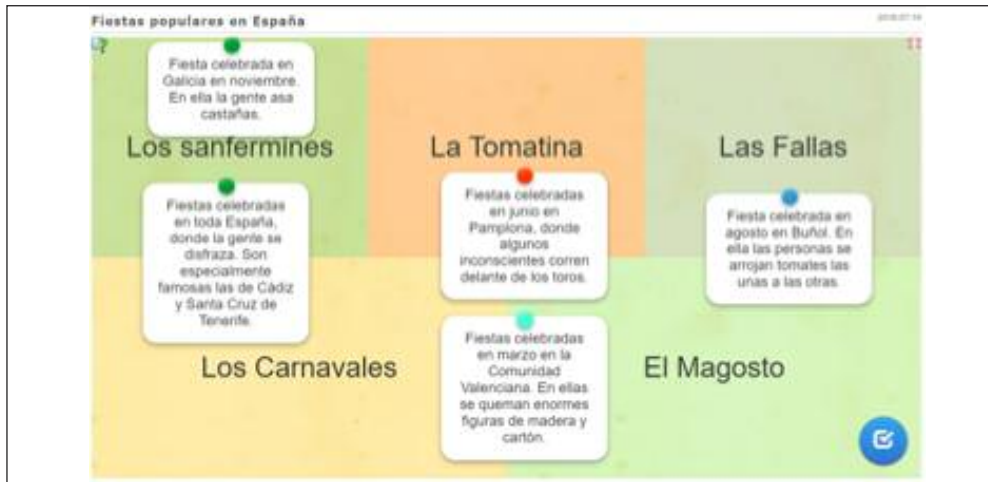 Fiestas populares en España
Fiesta celebrada en
Galicia en noviembre.
En ella la gente asa
castañas.
Los sanfermines
La Tomatina
Las Fallas
Fiestas celebradas
en toda España,
donde la gente se
disfraza. Son
especialmente
famosas las de Cádiz
y Santa Cruz de
Tenerife.
Fiestas celebradas
en junio en
Pamplona, donde
algunos
inconscientes corren
delante de los toros.
Fiesta celebrada en
agosto en Buñol. En
ella las personas se
arrojan tomates las
unas a las otras.
Fiestas celebradas
en marzo en la
Comunidad
Valenciana. En ellas
se queman enormes
figuras de madera y
cartón.
Los Carnavales
El Magosto